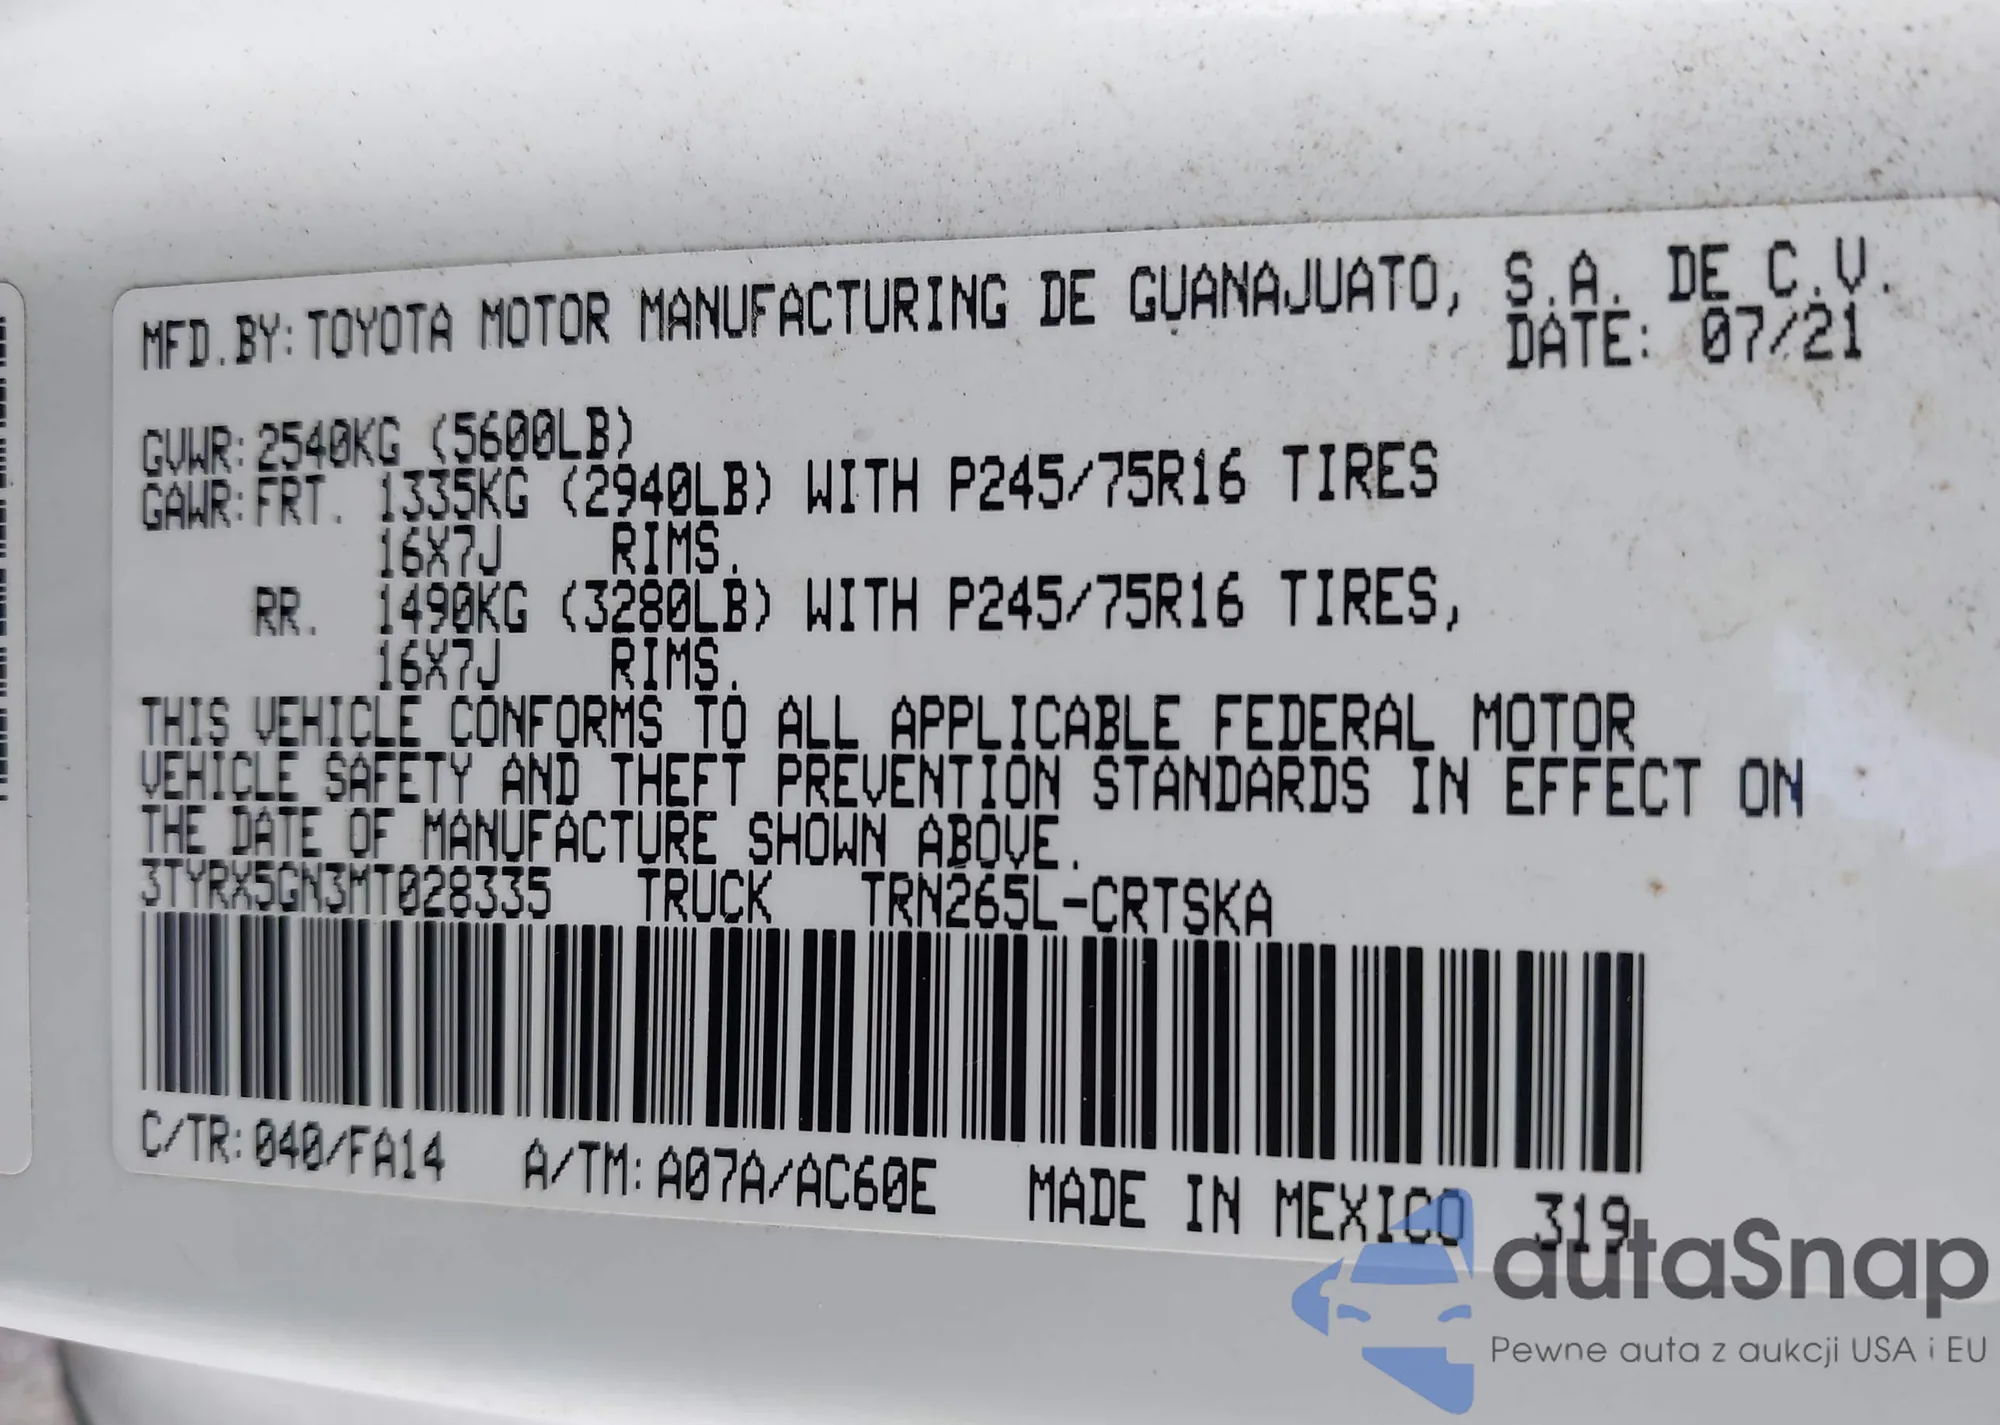 MFD.BY: TOYOTA MOTOR MANUFACTURING DE GUANAJUATO, S.A. DE C.V.
DATE: 07/21
GVWR: 2540KG (5600LB)
GAWR: FRT. 1335KG (2940LB) WITH P245/75R16 TIRES
16X7J RIMS.
RR. 1490KG (3280LB) WITH P245/75R16 TIRES,
16X7J RIMS.
THIS VEHICLE CONFORMS TO ALL APPLICABLE FEDERAL MOTOR
VEHICLE SAFETY AND THEFT PREVENTION STANDARDS IN EFFECT ON
THE DATE OF MANUFACTURE SHOWN ABOVE.
3TYRX5GN3MT028335 TRUCK TRN265L-CRTSKA
C/TR: 040/FA14 A/TM: A07A/AC60E MADE IN MEXICO 319
autaSnap
Pewne auta z aukcji USA i EU